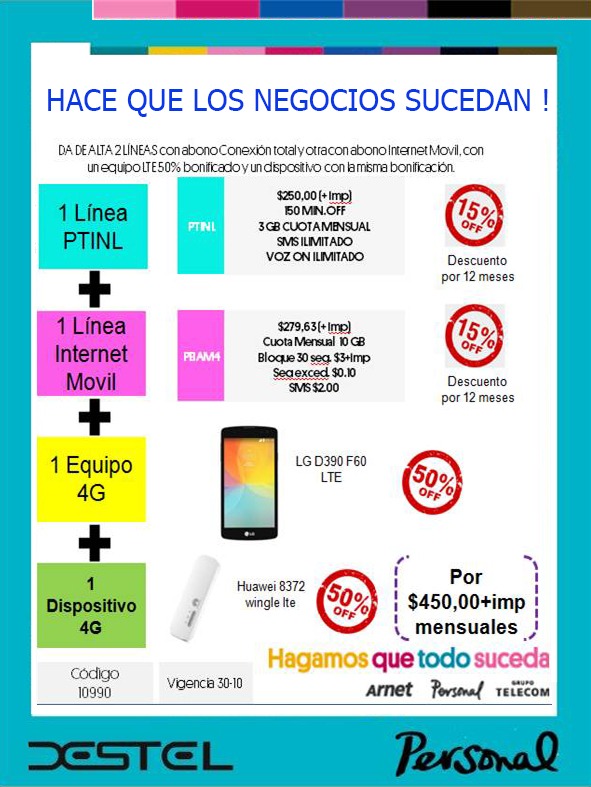 HACE QUE LOS NEGOCIOS SUCEDAN !
DA DE ALTA 2 LÍNEAS con abono Conexión total y otra con abono Internet Movil, con
un equipo LTE 50% bonificado y un dispositivo con la misma bonificación.
1 Línea
PTINL
PTINL
$250,00 (+ Imp)
150 MIN.OFF
3 GB CUOTA MENSUAL
SMS ILIMITADO
VOZ ON ILIMITADO
15%
OFF
Descuento
por 12 meses
1 Línea
Internet
Movil
PBAM4
$279,63 (+ Imp)
Cuota Mensual 10 GB
Bloque 30 seg. $3+Imp
Seg exced. $0.10
SMS $2.00
15%
OFF
Descuento
por 12 meses
1 Equipo
4G
LG
LG D390 F60
LTE
50%
OFF
1
Dispositivo
4G
Huawei 8372
wingle lte
50%
OFF
Por
$450,00+imp
mensuales
Hagamos que todo suceda
Código
10990
Vigencia 30-10
Arnet Personal GRUPO TELECOM
DESTEL
Personal